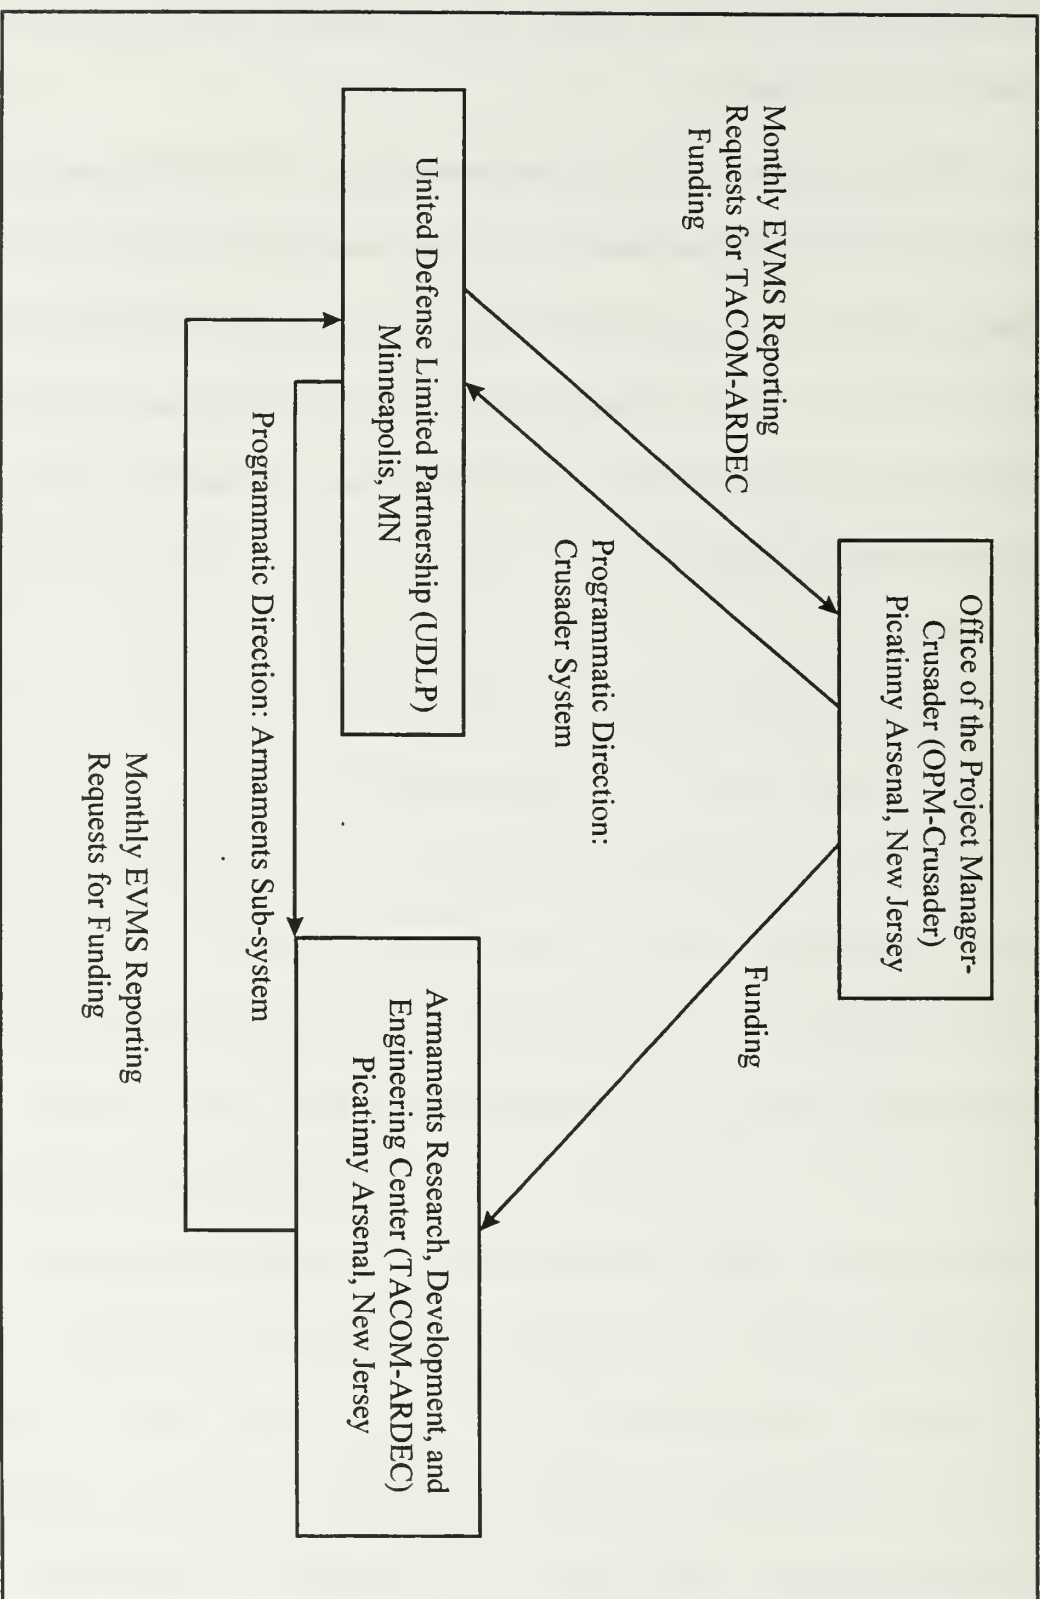 Office of the Project Manager-
Crusader (OPM-Crusader)
Picatinny Arsenal, New Jersey
Monthly EVMS Reporting
Requests for TACOM-ARDEC
Funding
Funding
Programmatic Direction:
Crusader System
United Defense Limited Partnership (UDLP)
Minneapolis, MN
Armaments Research, Development, and
Engineering Center (TACOM-ARDEC)
Picatinny Arsenal, New Jersey
Programmatic Direction: Armaments Sub-system
Monthly EVMS Reporting
Requests for Funding